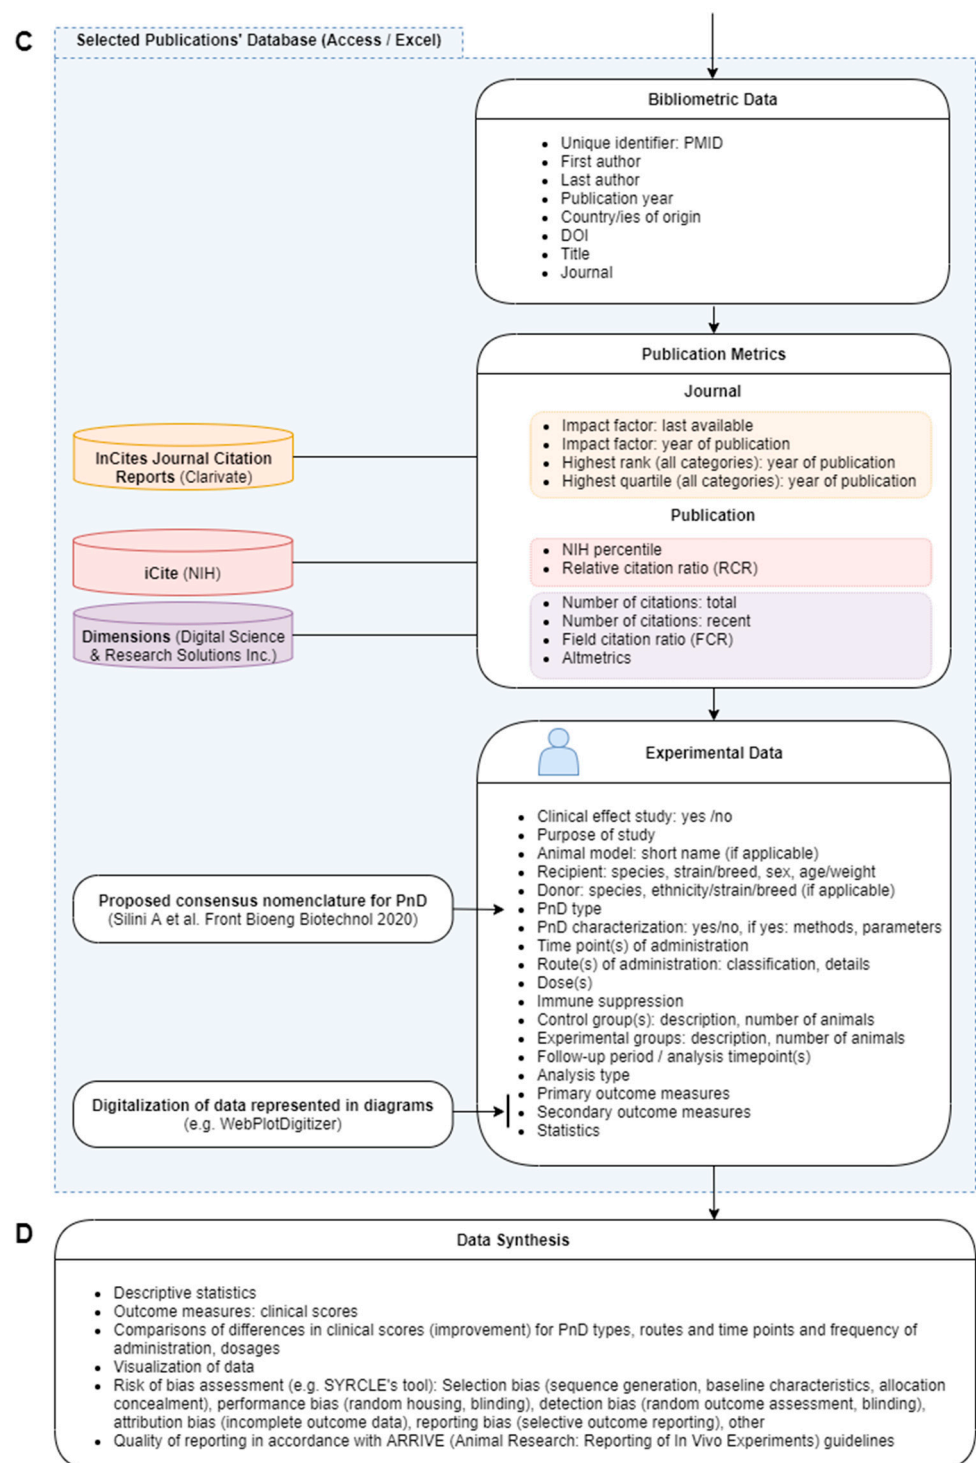 C
Selected Publications' Database (Access / Excel)
Bibliometric Data
• Unique identifier: PMID
• First author
• Last author
• Publication year
• Country/ies of origin
• DOI
• Title
• Journal
Publication Metrics
Journal
InCites Journal Citation
Reports (Clarivate)
• Impact factor: last available
• Impact factor: year of publication
• Highest rank (all categories): year of publication
• Highest quartile (all categories): year of publication
Publication
iCite (NIH)
• NIH percentile
• Relative citation ratio (RCR)
Dimensions (Digital Science
& Research Solutions Inc.)
• Number of citations: total
• Number of citations: recent
• Field citation ratio (FCR)
• Altmetrics
Experimental Data
• Clinical effect study: yes /no
• Purpose of study
• Animal model: short name (if applicable)
• Recipient: species, strain/breed, sex, age/weight
• Donor: species, ethnicity/strain/breed (if applicable)
• PnD type
• PnD characterization: yes/no, if yes: methods, parameters
• Time point(s) of administration
• Route(s) of administration: classification, details
• Dose(s)
• Immune suppression
• Control group(s): description, number of animals
• Experimental groups: description, number of animals
• Follow-up period / analysis timepoint(s)
• Analysis type
• Primary outcome measures
• Secondary outcome measures
• Statistics
Proposed consensus nomenclature for PnD
(Silini A et al. Front Bioeng Biotechnol 2020)
Digitalization of data represented in diagrams
(e.g. WebPlotDigitizer)
D
Data Synthesis
• Descriptive statistics
• Outcome measures: clinical scores
• Comparisons of differences in clinical scores (improvement) for PnD types, routes and time points and frequency of
administration, dosages
• Visualization of data
• Risk of bias assessment (e.g. SYRCLE's tool): Selection bias (sequence generation, baseline characteristics, allocation
concealment), performance bias (random housing, blinding), detection bias (random outcome assessment, blinding),
attribution bias (incomplete outcome data), reporting bias (selective outcome reporting), other
• Quality of reporting in accordance with ARRIVE (Animal Research: Reporting of In Vivo Experiments) guidelines